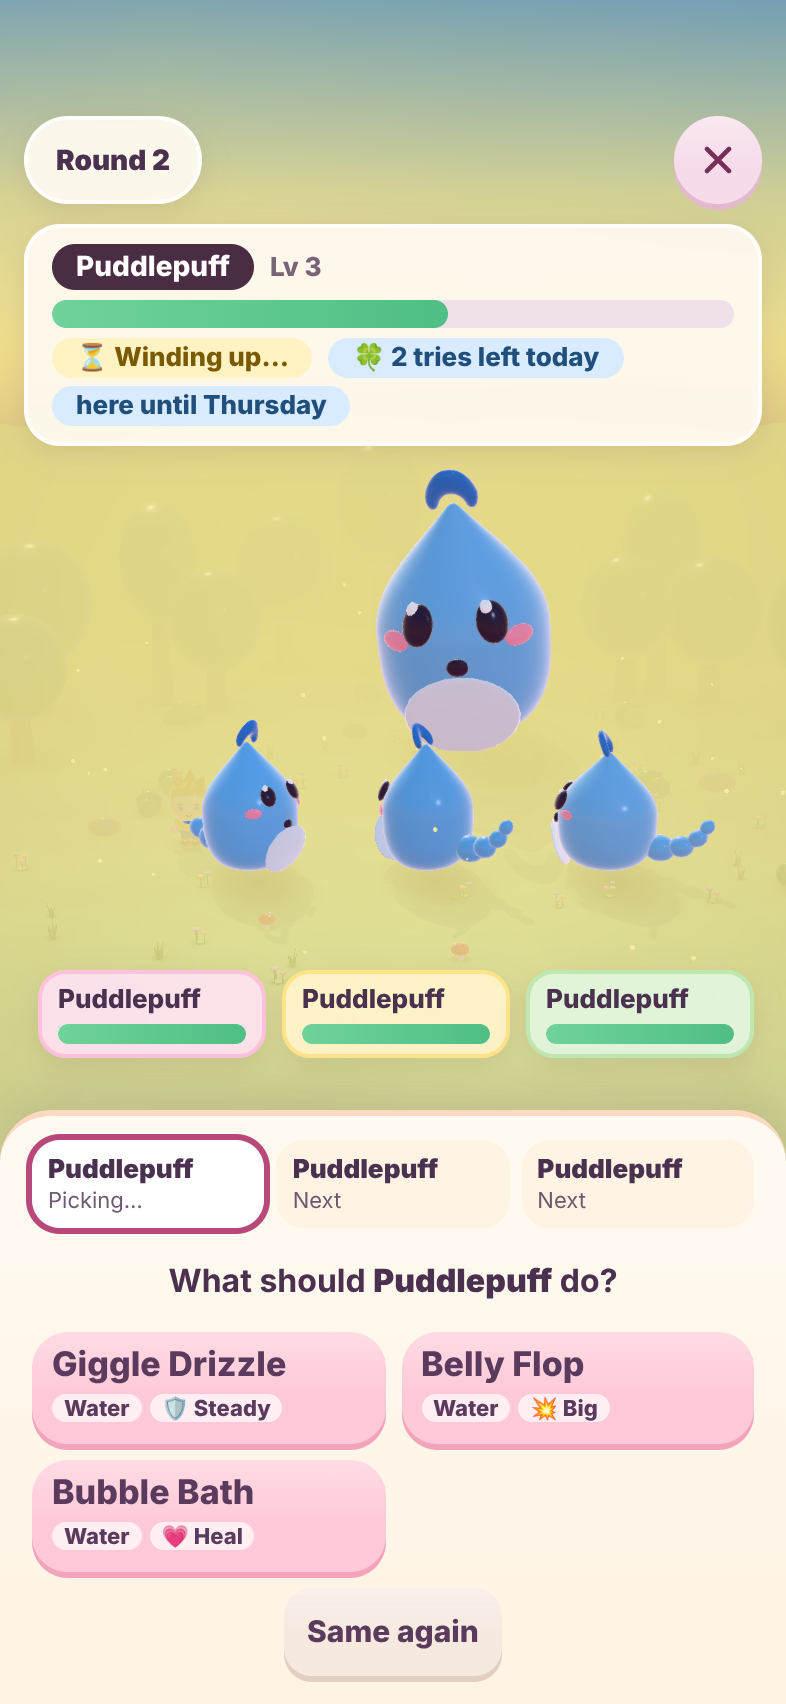 Round 2
Puddlepuff Lv 3
⏳ Winding up... 🍀 2 tries left today
here until Thursday
Puddlepuff Puddlepuff Puddlepuff
Puddlepuff Puddlepuff Puddlepuff
Picking... Next Next
What should Puddlepuff do?
Giggle Drizzle Belly Flop
Water 🛡️ Steady Water 💥 Big
Bubble Bath
Water 💗 Heal
Same again